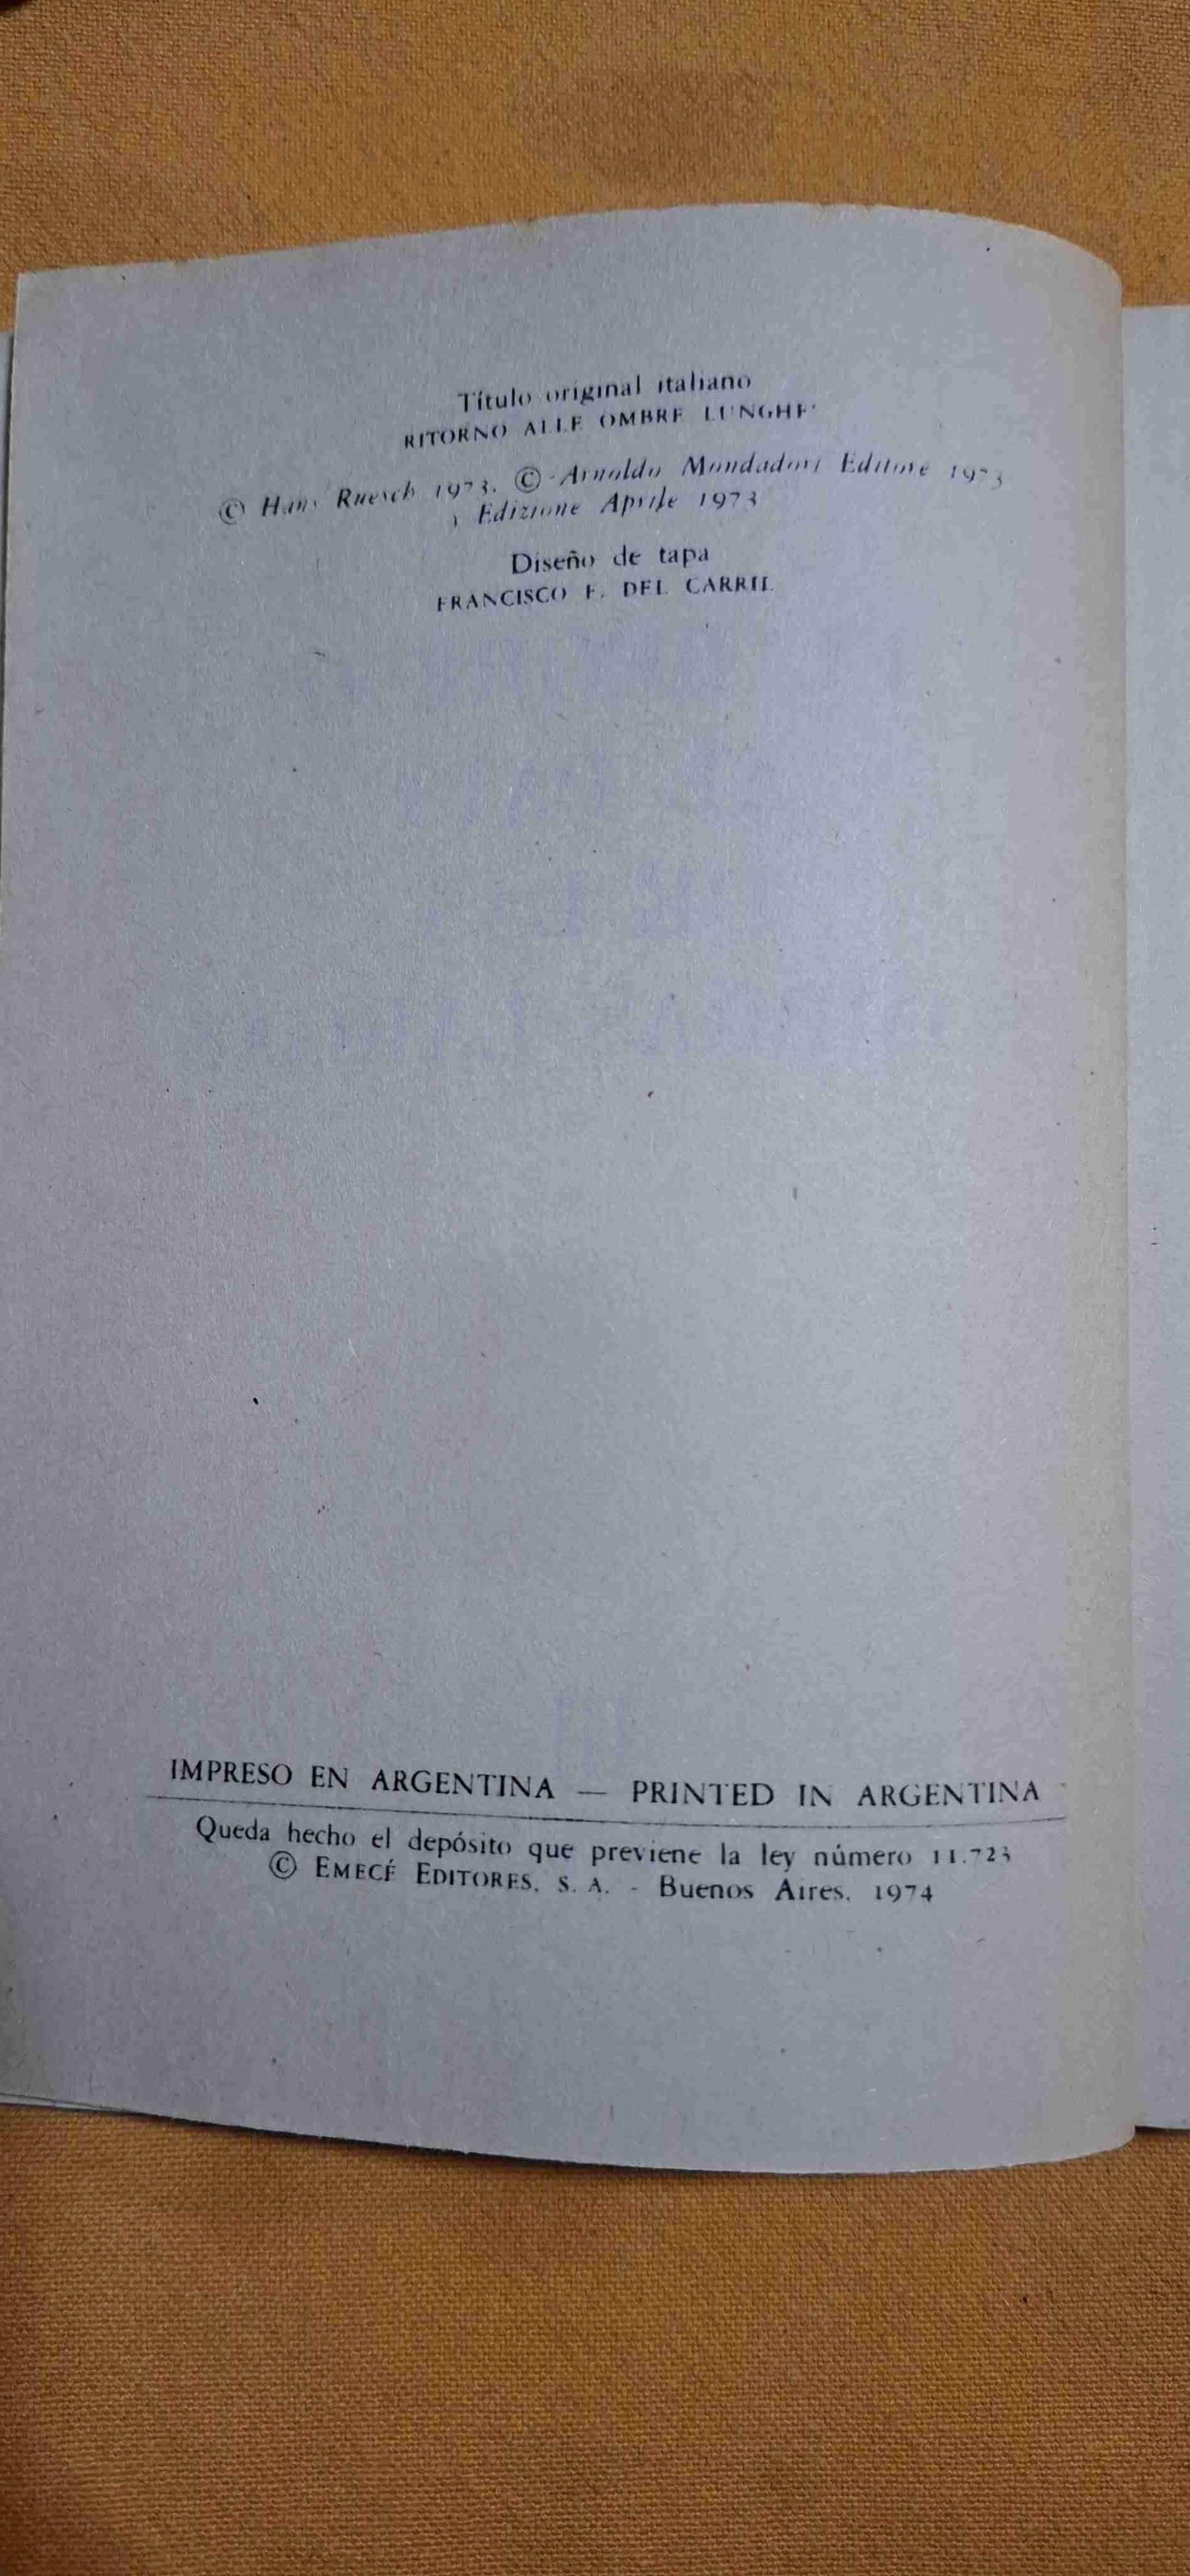 Título original italiano
RITORNO ALLE OMBRE LUNGHE
© Hans Ruesch 1973. © Arnoldo Mondadori Editore 1973
Edizione Aprile 1973
Diseño de tapa
FRANCISCO F. DEL CARRIL
IMPRESO EN ARGENTINA — PRINTED IN ARGENTINA
Queda hecho el depósito que previene la ley número 11.723
© EMECÉ EDITORES, S. A. - Buenos Aires, 1974